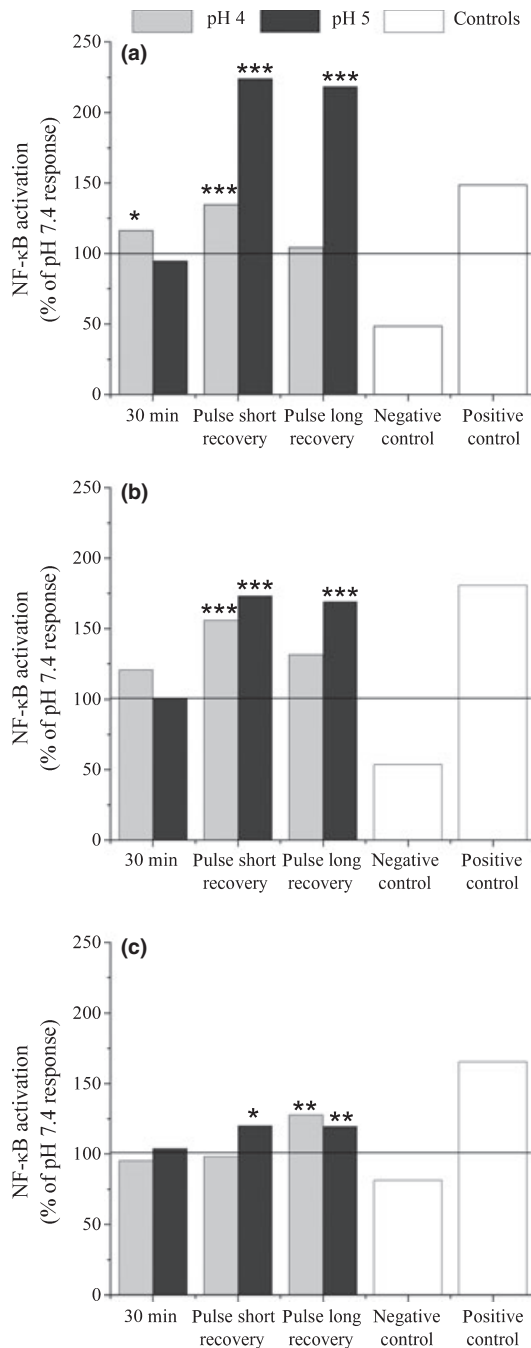 pH 4 pH 5 Controls
(a)
250
200
150
100
50
0
NF-κB activation
(% of pH 7.4 response)
*
***
***
***
30 min
Pulse short
recovery
Pulse long
recovery
Negative
control
Positive
control
(b)
250
200
150
100
50
0
NF-κB activation
(% of pH 7.4 response)
***
***
***
30 min
Pulse short
recovery
Pulse long
recovery
Negative
control
Positive
control
(c)
250
200
150
100
50
0
NF-κB activation
(% of pH 7.4 response)
*
**
**
30 min
Pulse short
recovery
Pulse long
recovery
Negative
control
Positive
control